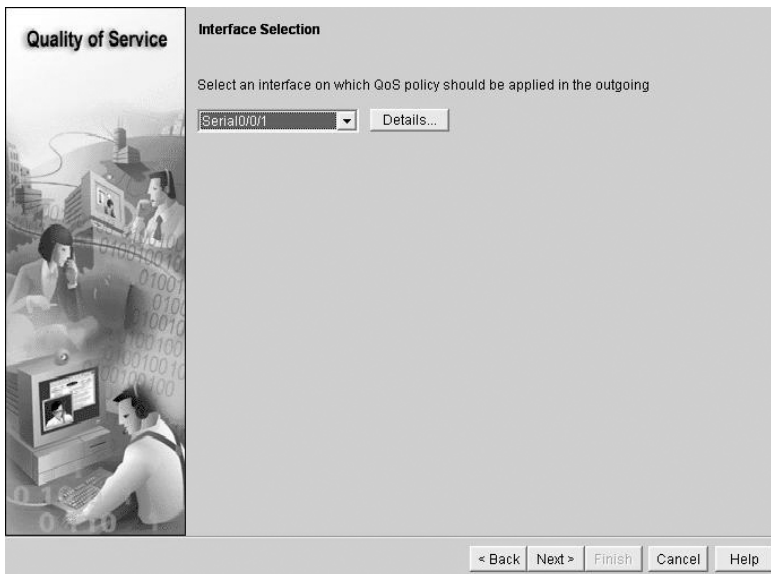 Quality of Service
Interface Selection
Select an interface on which QoS policy should be applied in the outgoing
Serial0/0/1
Details...
< Back
Next >
Finish
Cancel
Help